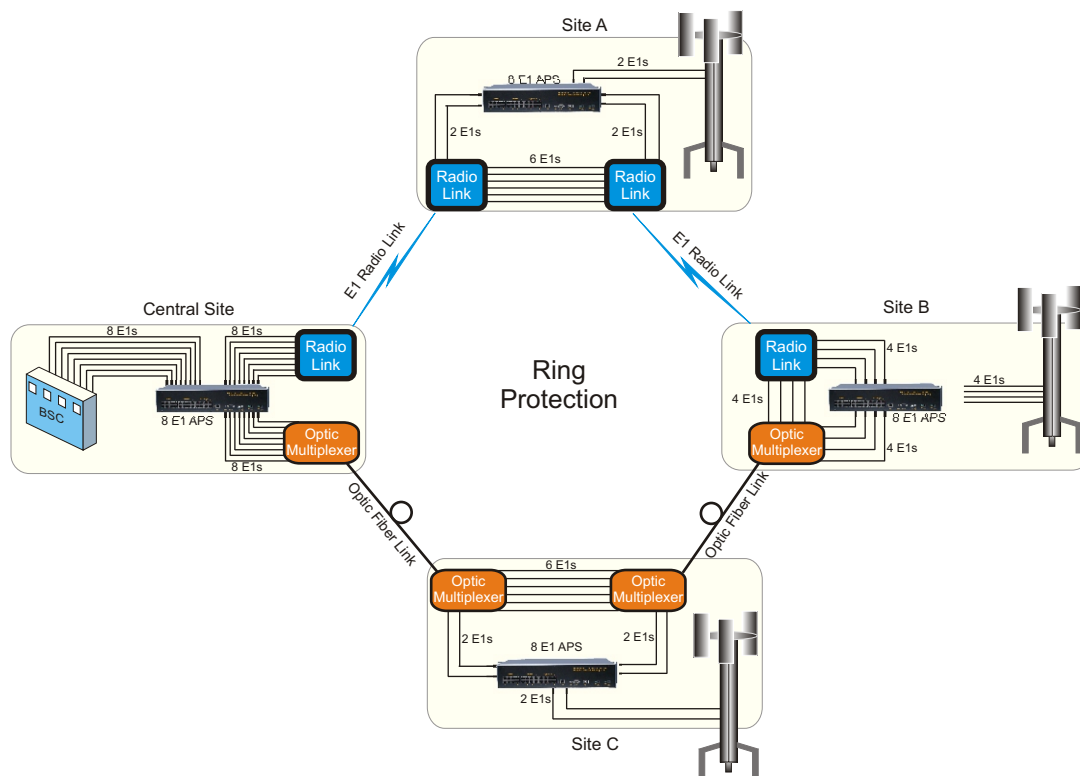 Site A
2 E1s
8 E1 APS
2 E1s
2 E1s
6 E1s
Radio
Link
Radio
Link
E1 Radio Link
E1 Radio Link
Central Site
8 E1s
8 E1s
Radio
Link
BSC
8 E1 APS
Optic
Multiplexer
8 E1s
Ring
Protection
Site B
Radio
Link
4 E1s
4 E1s
4 E1s
8 E1 APS
Optic
Multiplexer
4 E1s
Optic Fiber Link
Optic Fiber Link
6 E1s
Optic
Multiplexer
Optic
Multiplexer
2 E1s
2 E1s
8 E1 APS
2 E1s
Site C